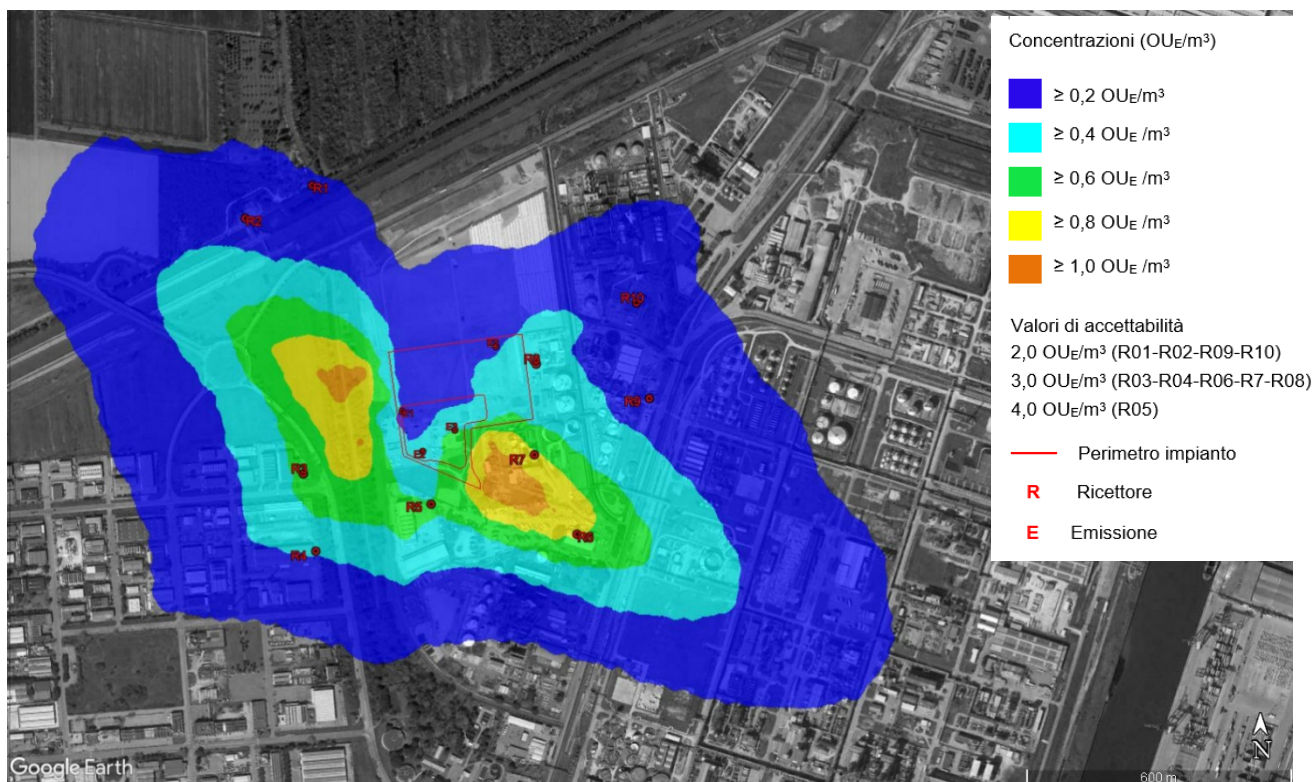 Concentrazioni (OUE/m³)
≥ 0,2 OUE/m³
≥ 0,4 OUE /m³
≥ 0,6 OUE /m³
≥ 0,8 OUE /m³
≥ 1,0 OUE /m³
Valori di accettabilità
2,0 OUE/m³ (R01-R02-R09-R10)
3,0 OUE/m³ (R03-R04-R06-R7-R08)
4,0 OUE/m³ (R05)
Perimetro impianto
R Ricettore
E Emissione
R1
R2
R10
R8
R9
E2
R7
R3
R5
R6
R4
N
Google Earth
600 m